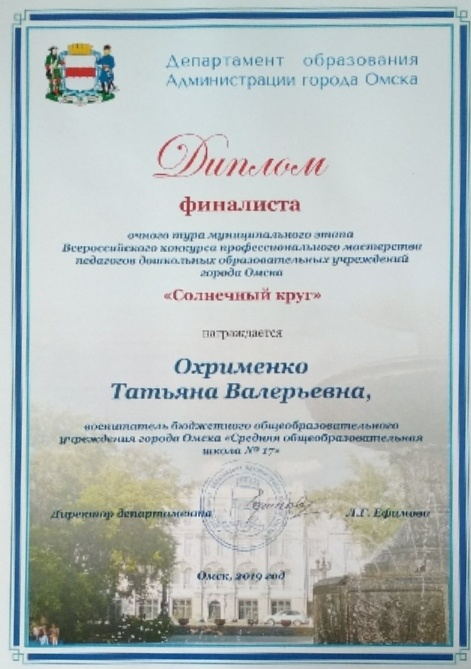 Департамент образования
Администрации города Омска
Диплом
финалиста
очного тура муниципального этапа
Всероссийского конкурса профессионального мастерства
педагогов дошкольных образовательных учреждений
города Омска
«Солнечный круг»
награждается
Охрименко
Татьяна Валерьевна,
воспитатель бюджетного общеобразовательного
учреждения города Омска «Средняя общеобразовательная
школа № 17»
Директор департамента Л.Г. Ефимова
Омск, 2019 год